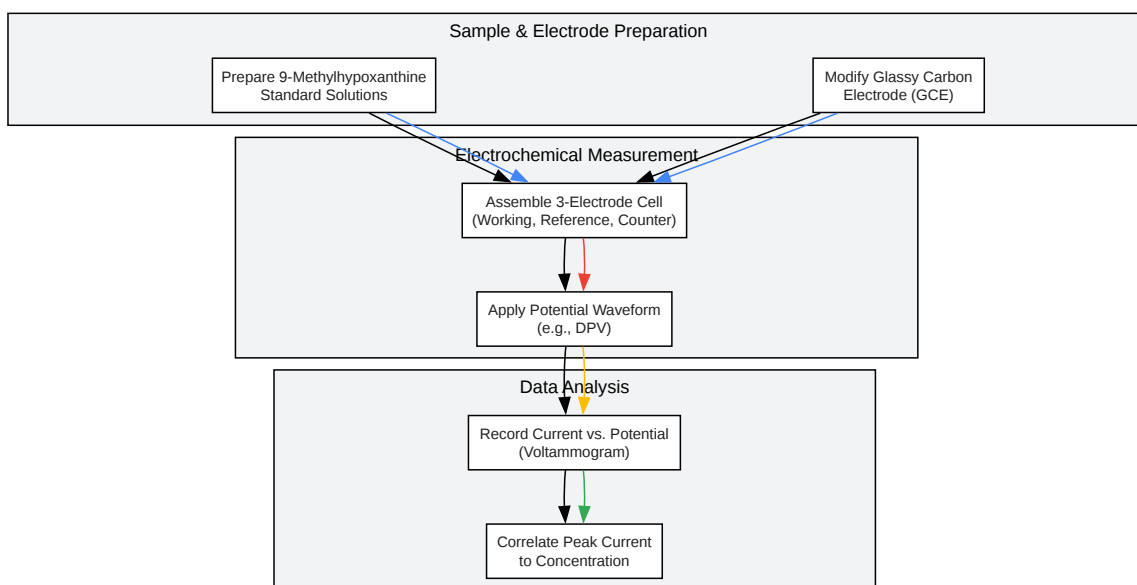 Sample & Electrode Preparation
Prepare 9-Methylhypoxanthine
Standard Solutions
Modify Glassy Carbon
Electrode (GCE)
Electrochemical Measurement
Assemble 3-Electrode Cell
(Working, Reference, Counter)
Apply Potential Waveform
(e.g., DPV)
Data Analysis
Record Current vs. Potential
(Voltammogram)
Correlate Peak Current
to Concentration